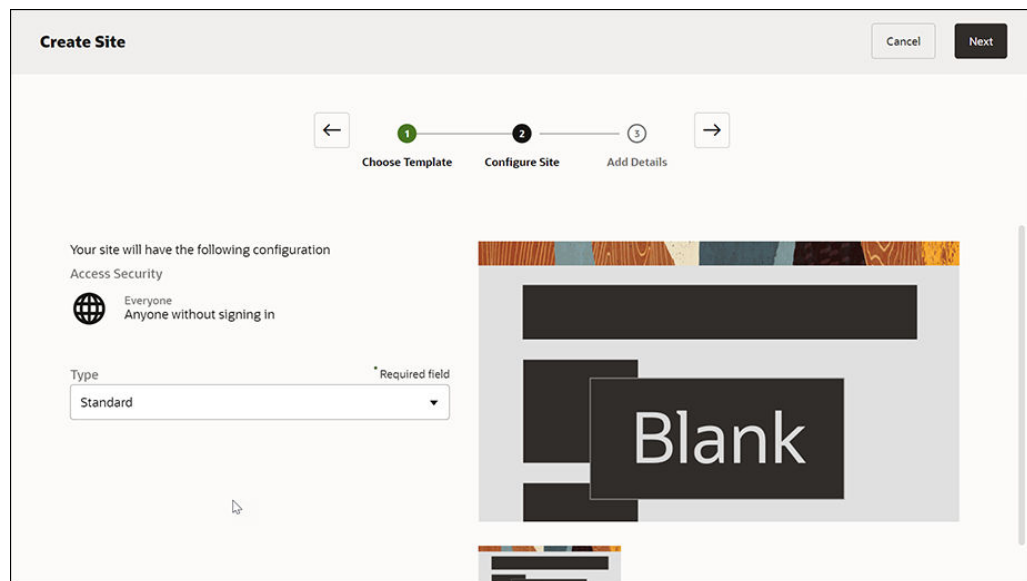 Create Site
Cancel
Next
1
2
3
Choose Template
Configure Site
Add Details
Your site will have the following configuration
Access Security
Everyone
Anyone without signing in
Type
* Required field
Standard
Blank